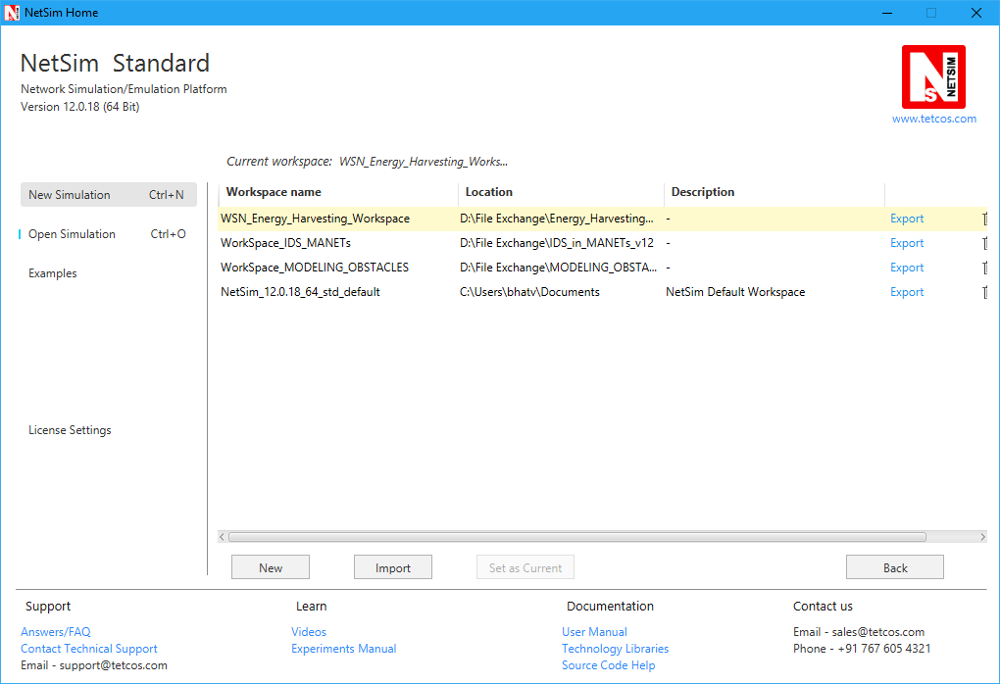 NetSim Home
NetSim Standard
Network Simulation/Emulation Platform
Version 12.0.18 (64 Bit)
NETSIM
www.tetcos.com
Current workspace: WSN_Energy_Harvesting_Works...
New Simulation Ctrl+N
Open Simulation Ctrl+O
Examples
License Settings
Workspace name Location Description
WSN_Energy_Harvesting_Workspace D:\File Exchange\Energy_Harvesting... - Export
WorkSpace_IDS_MANETs D:\File Exchange\IDS_in_MANETs_v12 - Export
WorkSpace_MODELING_OBSTACLES D:\File Exchange\MODELING_OBSTA... - Export
NetSim_12.0.18_64_std_default C:\Users\bhatv\Documents NetSim Default Workspace Export
New Import Set as Current Back
Support Learn Documentation Contact us
Answers/FAQ Videos User Manual Email - sales@tetcos.com
Contact Technical Support Experiments Manual Technology Libraries Phone - +91 767 605 4321
Email - support@tetcos.com Source Code Help